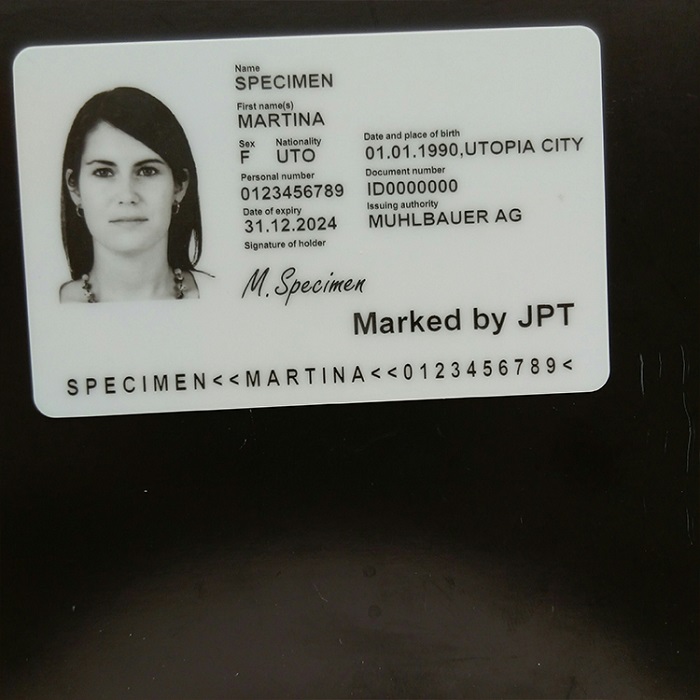 Name
SPECIMEN
First name(s)
MARTINA
Sex Nationality
F UTO
Date and place of birth
01.01.1990,UTOPIA CITY
Personal number
0123456789
Document number
ID0000000
Date of expiry
31.12.2024
Issuing authority
MUHLBAUER AG
Signature of holder
M. Specimen
Marked by JPT
SPECIMEN<<MARTINA<<0123456789<